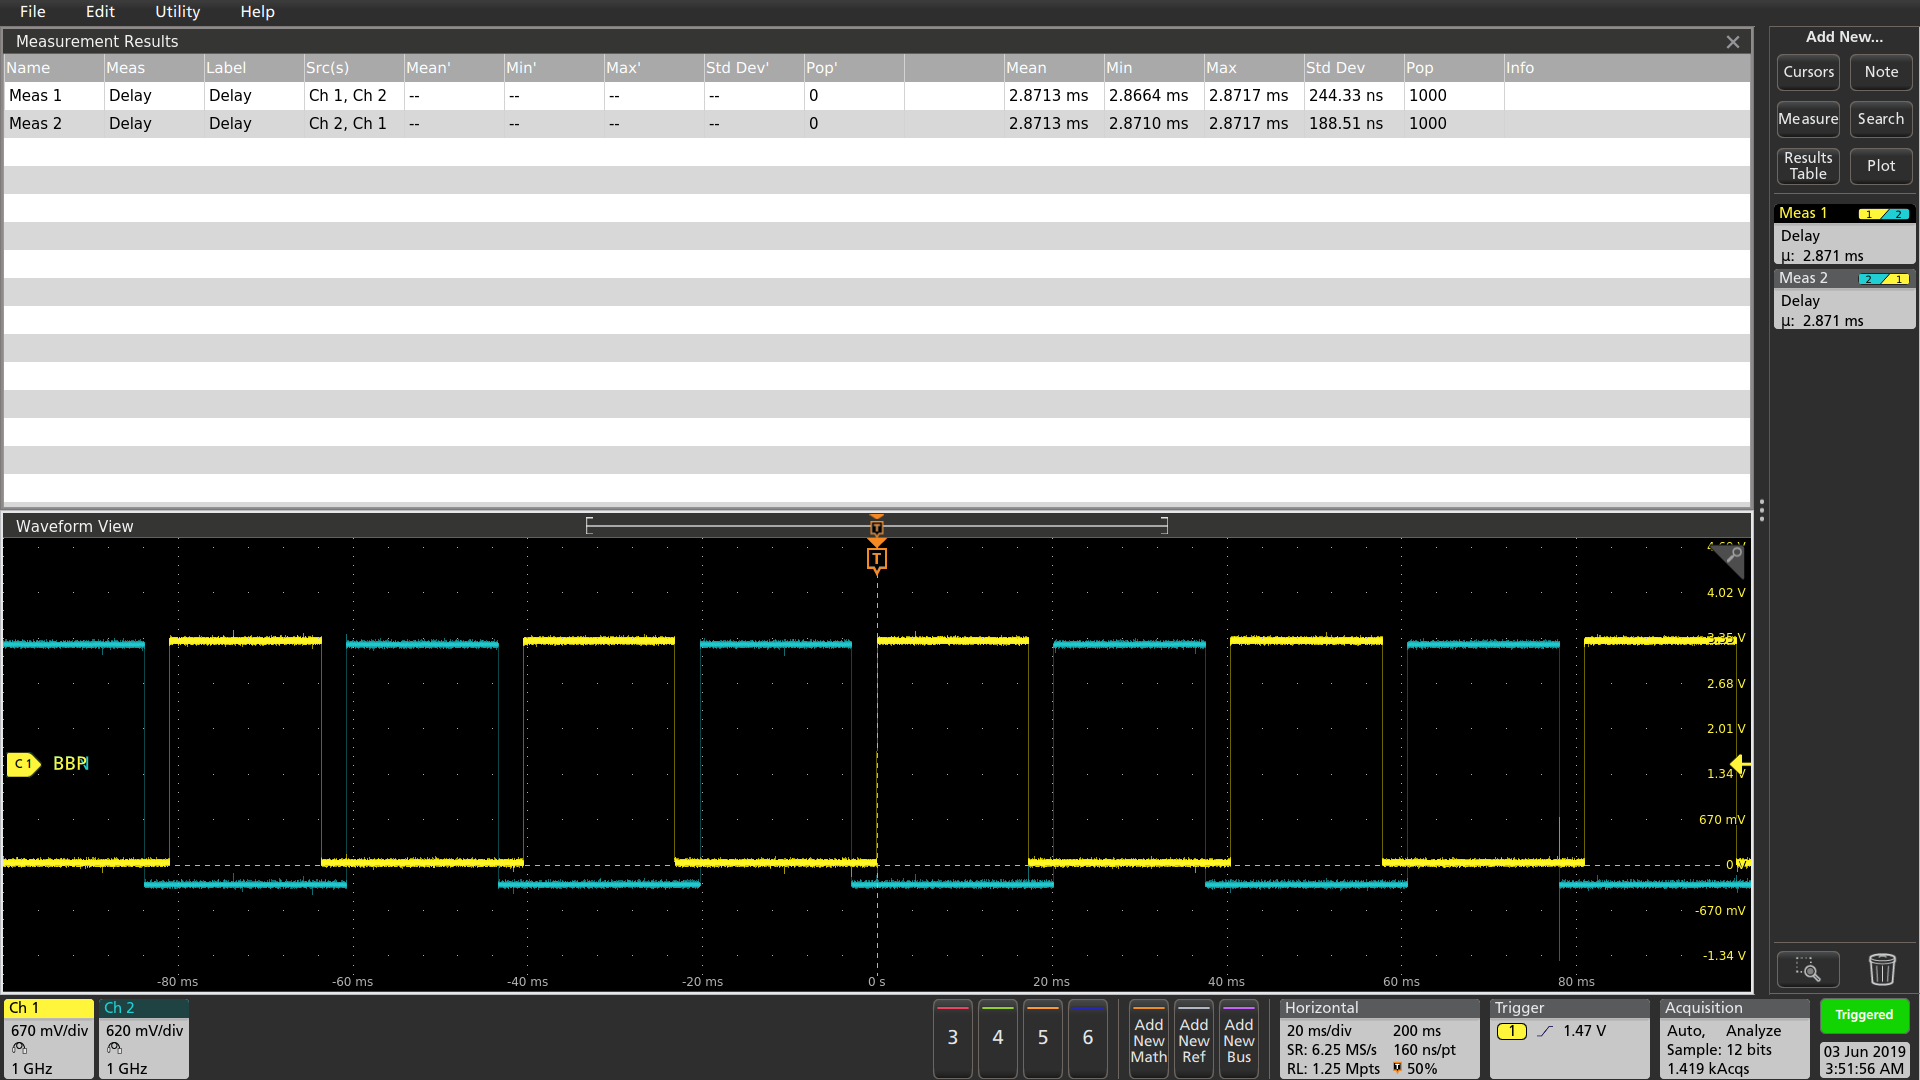 File Edit Utility Help
Measurement Results
Name Meas Label Src(s) Mean' Min' Max' Std Dev' Pop' Mean Min Max Std Dev Pop Info
Meas 1 Delay Delay Ch 1, Ch 2 -- -- -- -- 0 2.8713 ms 2.8664 ms 2.8717 ms 244.33 ns 1000
Meas 2 Delay Delay Ch 2, Ch 1 -- -- -- -- 0 2.8713 ms 2.8710 ms 2.8717 ms 188.51 ns 1000
Add New...
Cursors Note
Measure Search
Results Table Plot
Meas 1 1 2
Delay
μ: 2.871 ms
Meas 2 2 1
Delay
μ: 2.871 ms
Waveform View
T
T
4.02 V
3.35 V
2.68 V
2.01 V
C 1 BBP
1.34 V
670 mV
0 V
-670 mV
-1.34 V
-80 ms -60 ms -40 ms -20 ms 0 s 20 ms 40 ms 60 ms 80 ms
Ch 1
670 mV/div
1 GHz
Ch 2
620 mV/div
1 GHz
3 4 5 6
Add New Math
Add New Ref
Add New Bus
Horizontal
20 ms/div 200 ms
SR: 6.25 MS/s 160 ns/pt
RL: 1.25 Mpts T 50%
Trigger
1 1.47 V
Acquisition
Auto, Analyze
Sample: 12 bits
1.419 kAcqs
Triggered
03 Jun 2019
3:51:56 AM